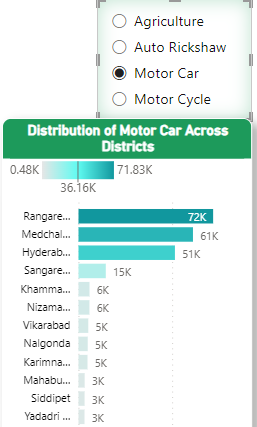 Agriculture
Auto Rickshaw
Motor Car
Motor Cycle
Distribution of Motor Car Across
Districts
0.48K 71.83K
36.16K
Rangare... 72K
Medchal... 61K
Hyderab... 51K
Sangare... 15K
Khamma... 6K
Nizama... 6K
Vikarabad 5K
Nalgonda 5K
Karimna... 5K
Mahabu... 3K
Siddipet 3K
Yadadri ... 3K